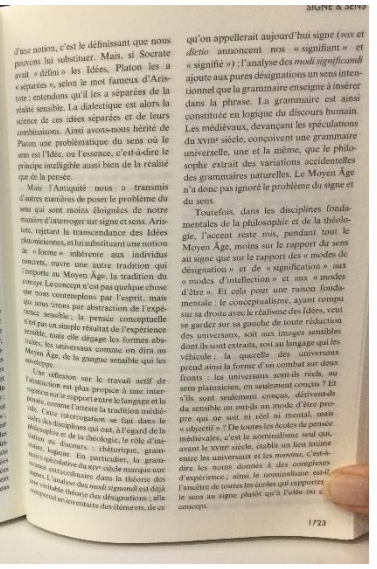 SIGNE & SENS
d'une notion, c'est le définissant que nous
pouvons lui substituer. Mais, si Socrate
avait « défini » les Idées, Platon les a
« séparées », selon le mot fameux d'Aris-
tote ; entendons qu'il les a séparées de la
réalité sensible. La dialectique est alors la
science de ces idées séparées et de leurs
combinaisons. Ainsi avons-nous hérité de
Platon une problématique du sens où le
sens est l'Idée, ou l'essence, c'est-à-dire le
principe intelligible aussi bien de la réalité
que de la pensée.
Mais l'Antiquité nous a transmis
d'autres manières de poser le problème du
sens qui sont moins éloignées de notre
manière d'interroger sur signe et sens. Aris-
tote, rejetant la transcendance des Idées
platoniciennes, et lui substituant une notion
de « forme » inhérente aux individus
concrets, ouvre une autre tradition qui
l'emporte au Moyen Âge, la tradition du
concept. Le concept n'est pas quelque chose
que nous contemplons par l'esprit, mais
que nous tirons par abstraction de l'expé-
rience sensible ; la pensée conceptuelle
n'est pas un simple résultat de l'expérience
sensible, mais elle dégage les formes abs-
traites, les universaux comme on dira au
Moyen Âge, de la gangue sensible qui les
enveloppe.
Une réflexion sur le travail actif de
l'abstraction est plus propice à une inter-
rogation sur le rapport entre le langage et la
pensée, comme l'atteste la tradition médié-
vale. Cette interrogation se fait dans le
cadre des disciplines qui ont, à l'égard de la
philosophie et de la théologie, le rôle d'ini-
tiation au discours : rhétorique, gram-
maire, logique. En particulier, la gram-
maire spéculative du XIVe siècle marque une
avance extraordinaire dans la théorie des
signes. L'analyse des modi signandi est déjà
une véritable théorie des désignations ; elle
comprend un inventaire des éléments, de ce
qu'on appellerait aujourd'hui signe (vox et
dictio annoncent nos « signifiant » et
« signifié ») ; l'analyse des modi significandi
ajoute aux pures désignations un sens inten-
tionnel que la grammaire enseigne à insérer
dans la phrase. La grammaire est ainsi
constituée en logique du discours humain.
Les médiévaux, devançant les spéculations
du XVIIIe siècle, conçoivent une grammaire
universelle, une et la même, que le philo-
sophe extrait des variations accidentelles
des grammaires naturelles. Le Moyen Âge
n'a donc pas ignoré le problème du signe et
du sens.
Toutefois, dans les disciplines fonda-
mentales de la philosophie et de la théolo-
gie, l'accent reste mis, pendant tout le
Moyen Âge, moins sur le rapport du sens
au signe que sur le rapport des « modes de
désignation » et de « signification » aux
« modes d'intellection » et aux « modes
d'être ». Et cela pour une raison fonda-
mentale : le conceptualisme, ayant rompu
sur sa droite avec le réalisme des Idées, veut
se garder sur sa gauche de toute réduction
des universaux, soit aux images sensibles
dont ils sont extraits, soit au langage qui les
véhicule ; la querelle des universaux
prend ainsi la forme d'un combat sur deux
fronts : les universaux sont-ils réels, au
sens platonicien, ou seulement conçus ? Et
s'ils sont seulement conçus, dérivent-ils
du sensible ou ont-ils un mode d'être pro-
pre qui ne soit ni réel ni mental, mais
« objectif » ? De toutes les écoles de pensée
médiévales, c'est le nominalisme seul qui,
avant le XVIIIe siècle, établit un lien intime
entre les universaux et les nomina, c'est-à-
dire les noms donnés à des complexes
d'expérience ; ainsi le nominalisme est-il
l'ancêtre de toutes les écoles qui rapportent
le sens au signe plutôt qu'à l'idée ou
concept.
1723